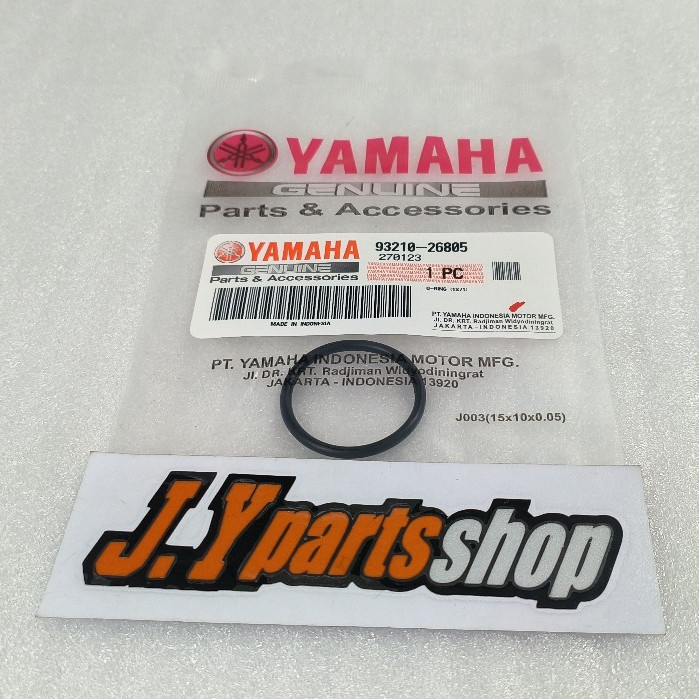 YAMAHA
GENUINE
Parts & Accessories
YAMAHA
GENUINE
Parts & Accessories
MADE IN INDONESIA
93210-26805
270123
1 PC
PT. YAMAHA INDONESIA MOTOR MFG.
Jl. DR. KRT. Radjiman Widyodiningrat
JAKARTA - INDONESIA 13920
PT. YAMAHA INDONESIA MOTOR MFG.
Jl. DR. KRT. Radjiman Widyodiningrat
JAKARTA - INDONESIA 13920
J003(15x10x0.05)
J.Ypartsshop